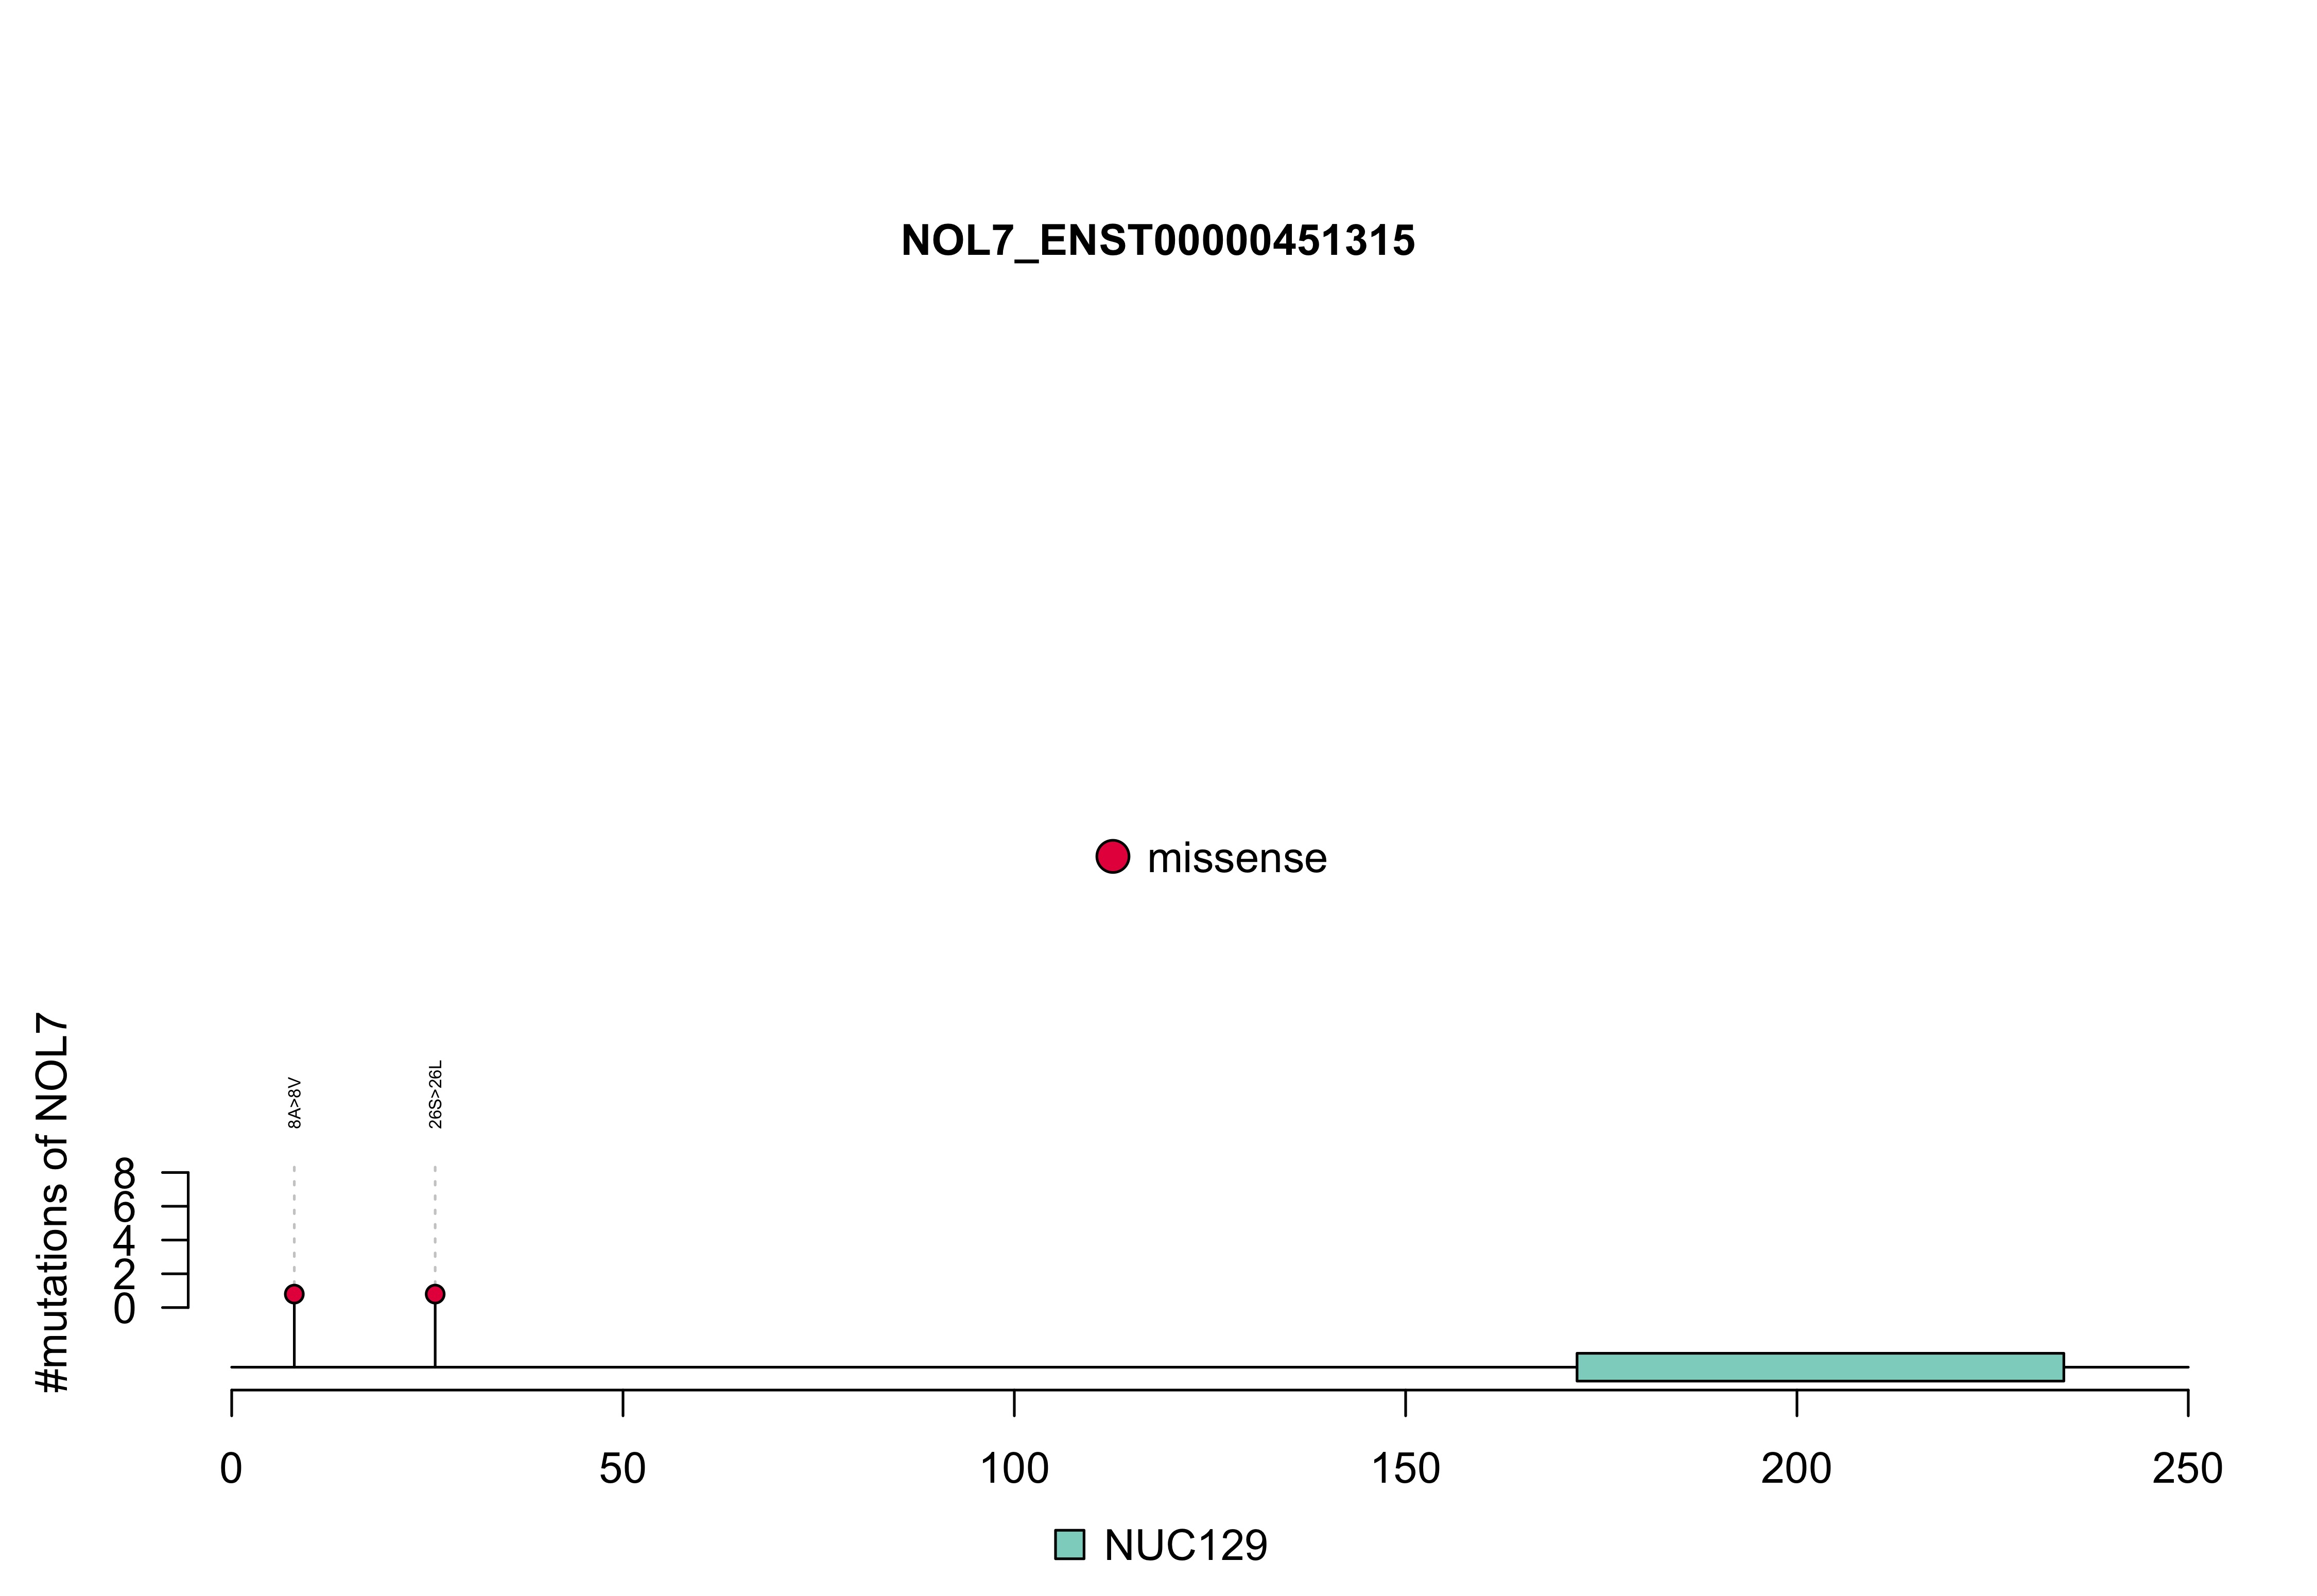 NOL7_ENST00000451315
missense
#mutations of NOL7
8A>8V
26S>26L
8
6
4
2
0
0 50 100 150 200 250
NUC129